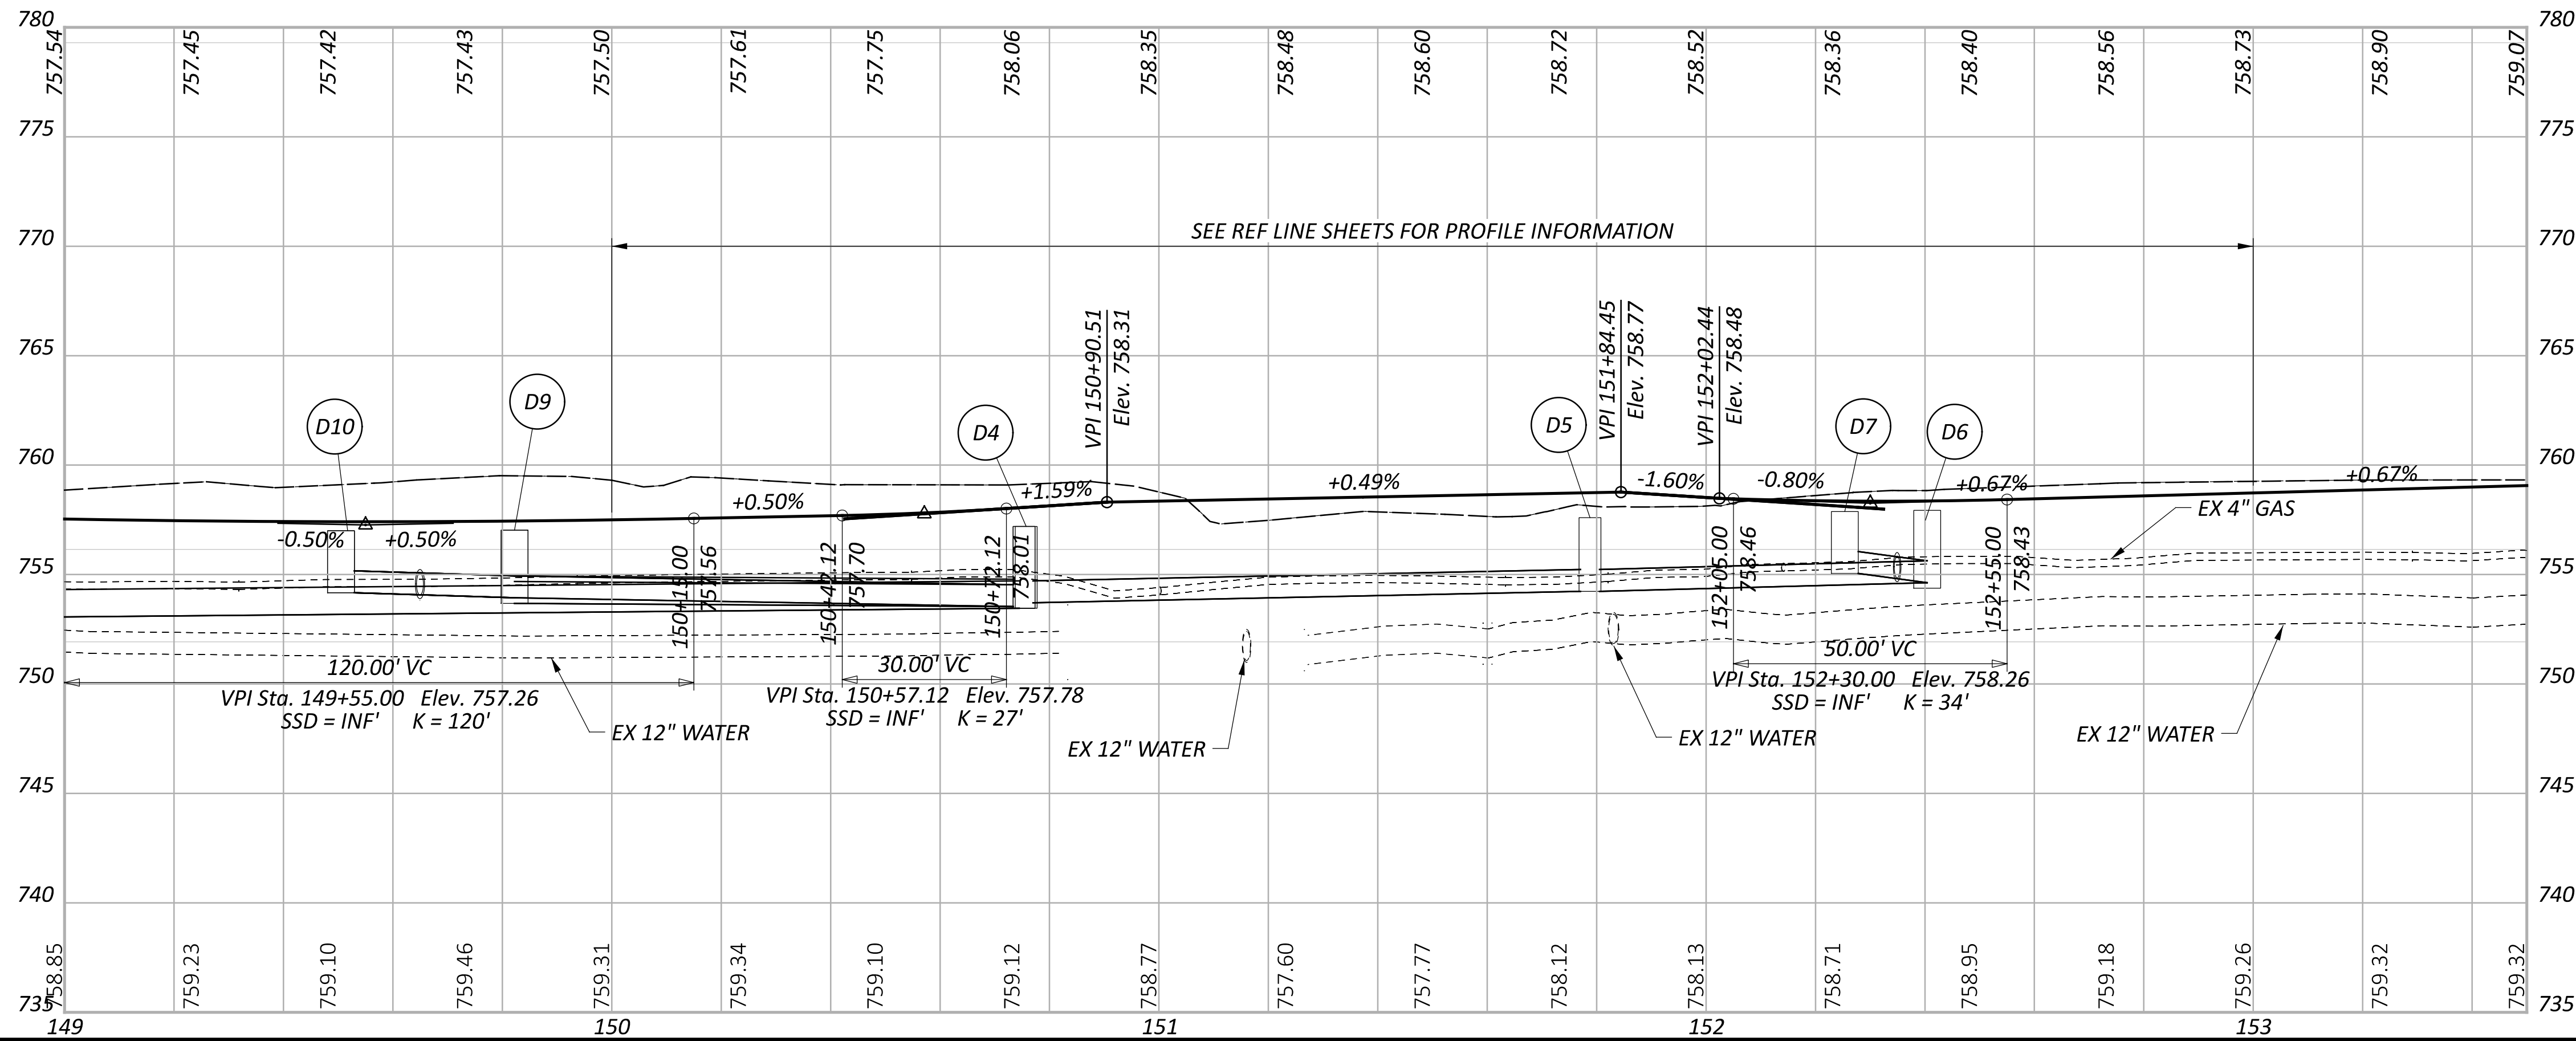 780 780
757.54 757.45 757.42 757.43 757.50 757.61 757.75 758.06 758.35 758.48 758.60 758.72 758.52 758.36 758.40 758.56 758.73 758.90 759.07
775 775
770 770
SEE REF LINE SHEETS FOR PROFILE INFORMATION
765 765
VPI 150+90.51
Elev. 758.31
VPI 151+84.45
Elev. 758.77
VPI 152+02.44
Elev. 758.48
D10 D9 D4 D5 D7 D6
760 760
+0.50% +1.59% +0.49% -1.60% -0.80% +0.67% +0.67%
-0.50% +0.50%
EX 4" GAS
755 755
150+15.00
757.56
150+42.12
757.70
150+72.12
758.01
152+05.00
758.46
152+55.00
758.43
750 750
120.00' VC
VPI Sta. 149+55.00 Elev. 757.26
SSD = INF' K = 120'
30.00' VC
VPI Sta. 150+57.12 Elev. 757.78
SSD = INF' K = 27'
50.00' VC
VPI Sta. 152+30.00 Elev. 758.26
SSD = INF' K = 34'
EX 12" WATER
EX 12" WATER
EX 12" WATER
EX 12" WATER
745 745
740 740
758.85 759.23 759.10 759.46 759.31 759.34 759.10 759.12 758.77 757.60 757.77 758.12 758.13 758.71 758.95 759.18 759.26 759.32 759.32
735 735
149 150 151 152 153